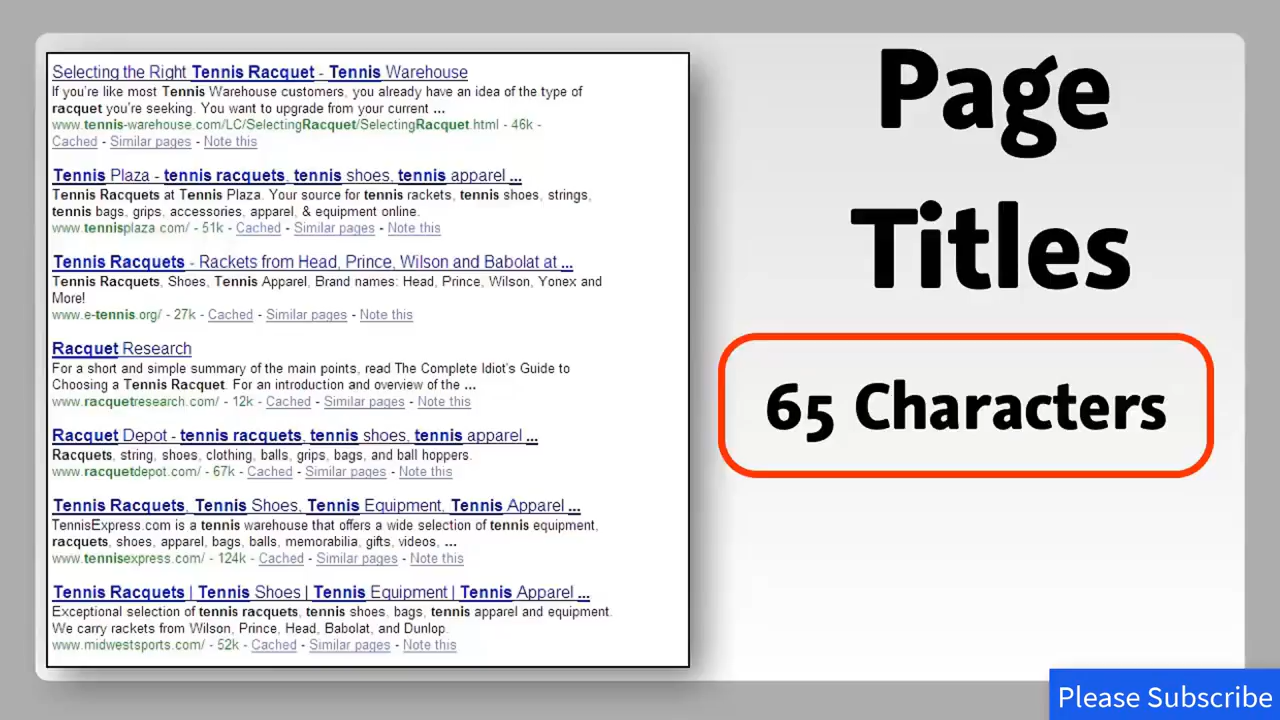 Selecting the Right Tennis Racquet - Tennis Warehouse
If you're like most Tennis Warehouse customers, you already have an idea of the type of
racquet you're seeking. You want to upgrade from your current ...
www.tennis-warehouse.com/LC/SelectingRacquet/SelectingRacquet.html - 46k -
Cached - Similar pages - Note this
Tennis Plaza - tennis racquets, tennis shoes, tennis apparel ...
Tennis Racquets at Tennis Plaza. Your source for tennis rackets, tennis shoes, strings,
tennis bags, grips, accessories, apparel, & equipment online.
www.tennisplaza.com/ - 51k - Cached - Similar pages - Note this
Tennis Racquets - Rackets from Head, Prince, Wilson and Babolat at ...
Tennis Racquets, Shoes, Tennis Apparel, Brand names: Head, Prince, Wilson, Yonex and
More!
www.e-tennis.org/ - 27k - Cached - Similar pages - Note this
Racquet Research
For a short and simple summary of the main points, read The Complete Idiot's Guide to
Choosing a Tennis Racquet. For an introduction and overview of the ...
www.racquetresearch.com/ - 12k - Cached - Similar pages - Note this
Racquet Depot - tennis racquets, tennis shoes, tennis apparel ...
Racquets, string, shoes, clothing, balls, grips, bags, and ball hoppers.
www.racquetdepot.com/ - 67k - Cached - Similar pages - Note this
Tennis Racquets, Tennis Shoes, Tennis Equipment, Tennis Apparel ...
TennisExpress.com is a tennis warehouse that offers a wide selection of tennis equipment,
racquets, shoes, apparel, bags, balls, memorabilia, gifts, videos, ...
www.tennisexpress.com/ - 124k - Cached - Similar pages - Note this
Tennis Racquets | Tennis Shoes | Tennis Equipment | Tennis Apparel ...
Exceptional selection of tennis racquets, tennis shoes, bags, tennis apparel and equipment.
We carry rackets from Wilson, Prince, Head, Babolat, and Dunlop.
www.midwestsports.com/ - 52k - Cached - Similar pages - Note this
Page
Titles
65 Characters
Please Subscribe